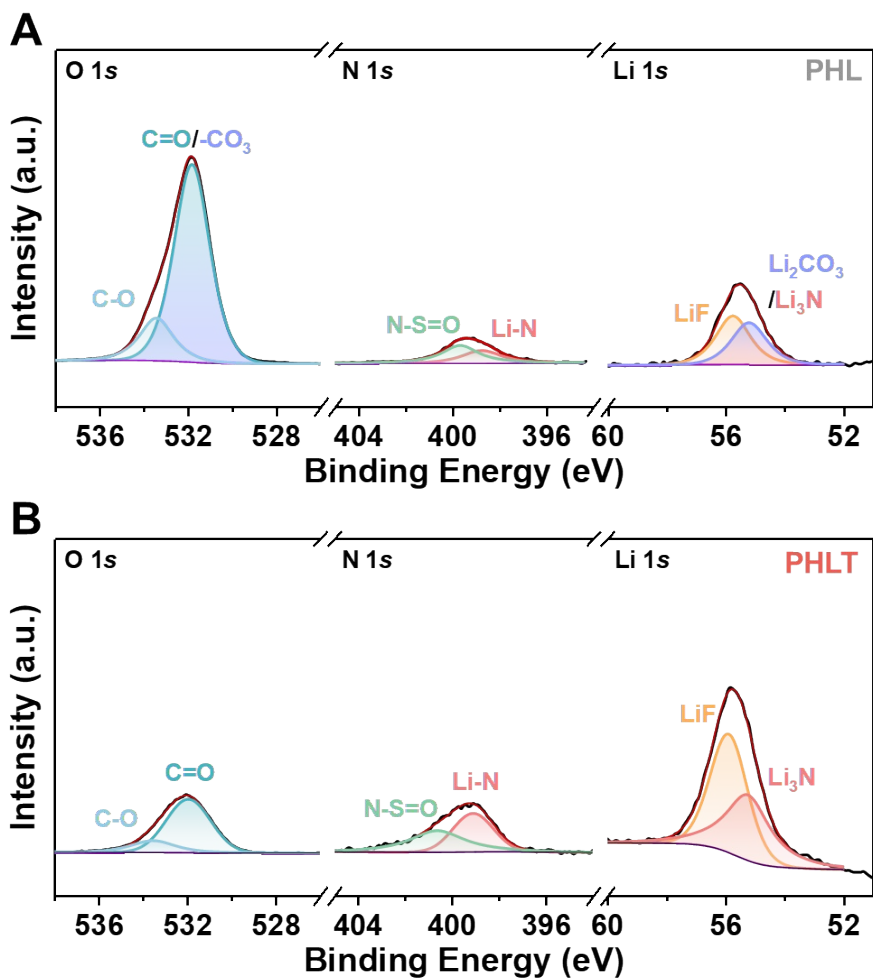 A
O 1s
N 1s
Li 1s
PHL
C=O/-CO₃
C-O
N-S=O
Li-N
LiF
Li₂CO₃
/Li₃N
Intensity (a.u.)
536 532 528 404 400 396 60 56 52
Binding Energy (eV)
B
O 1s
N 1s
Li 1s
PHLT
C-O
C=O
N-S=O
Li-N
LiF
Li₃N
Intensity (a.u.)
536 532 528 404 400 396 60 56 52
Binding Energy (eV)